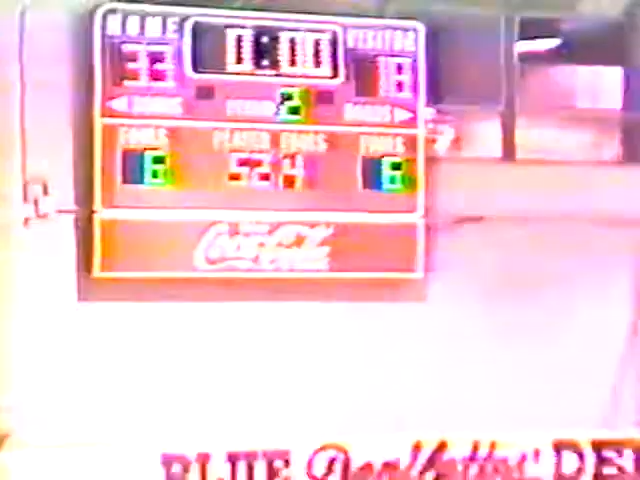 HOME 0:00 VISITOR
33 18
BONUS PERIOD 2 BONUS
FOULS PLAYER FOULS FOULS
6 52 4 6
Coca-Cola
BLUE